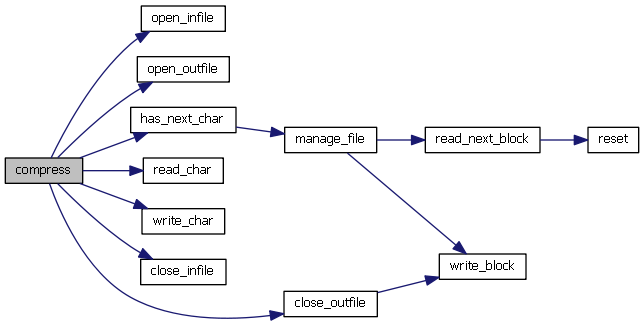 open_infile
open_outfile
has_next_char
manage_file
read_next_block
reset
compress
read_char
write_char
close_infile
write_block
close_outfile